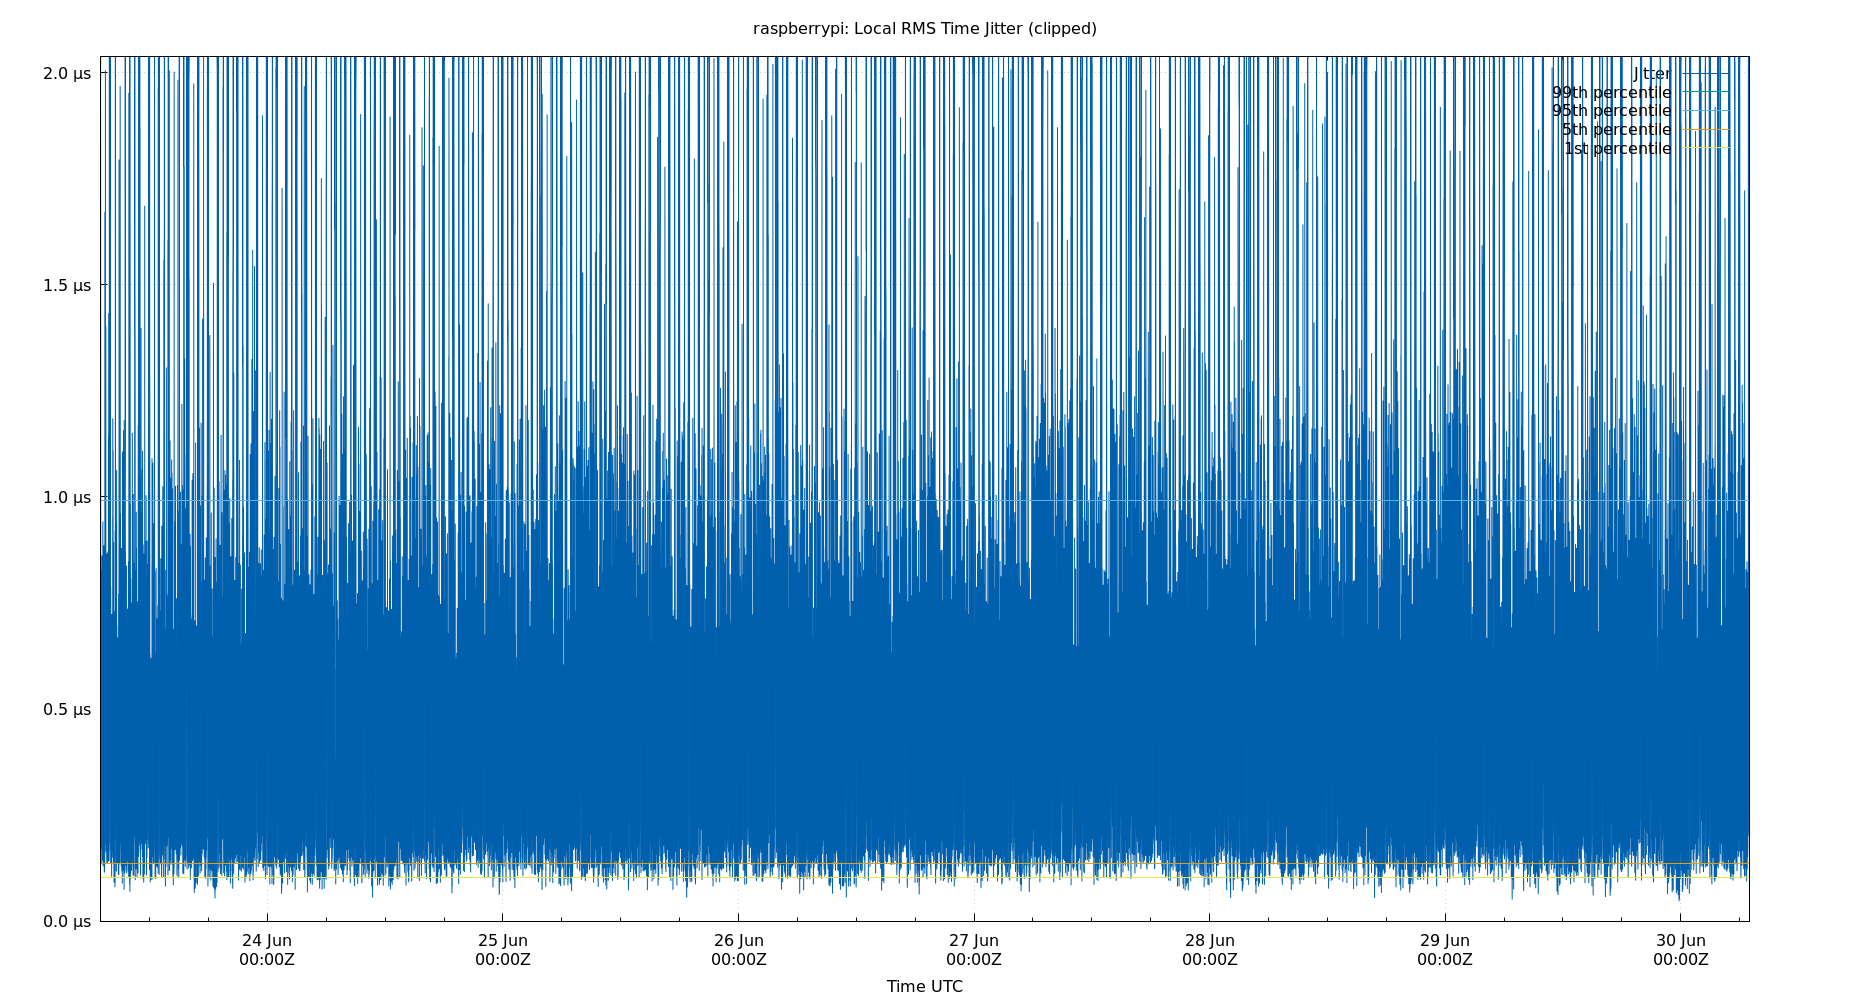 raspberrypi: Local RMS Time Jitter (clipped)
2.0 µs
1.5 µs
1.0 µs
0.5 µs
0.0 µs
Jitter
99th percentile
95th percentile
5th percentile
1st percentile
24 Jun 25 Jun 26 Jun 27 Jun 28 Jun 29 Jun 30 Jun
00:00Z 00:00Z 00:00Z 00:00Z 00:00Z 00:00Z 00:00Z
Time UTC